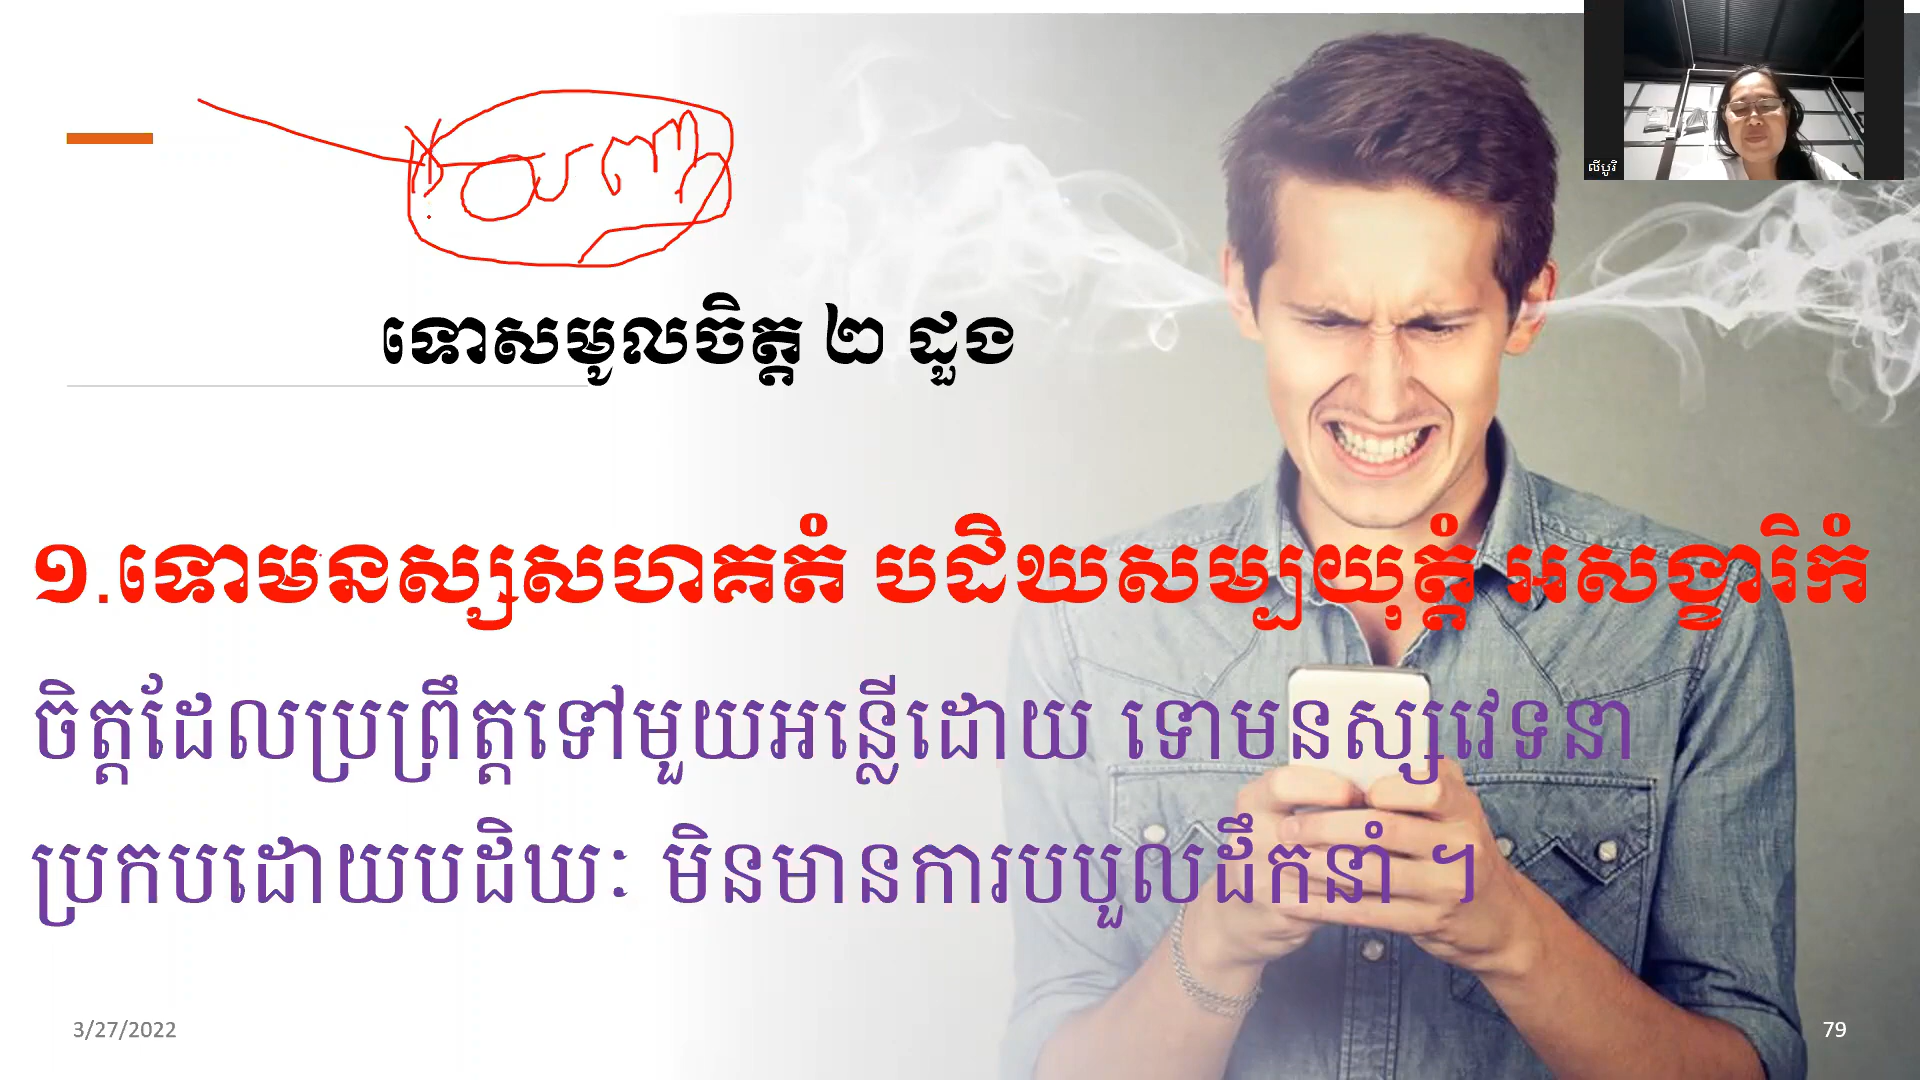 លីបូរិ
ទោសមូលចិត្ត ២ ដួង
១.ទោមនស្សសហគតំ បដិឃសម្បយុត្តំ អសង្ខារិកំ
ចិត្តដែលប្រព្រឹត្តទៅមួយអន្លើដោយ ទោមនស្សវេទនា
ប្រកបដោយបដិឃៈ មិនមានការបបួលដឹកនាំ ។
3/27/2022
79